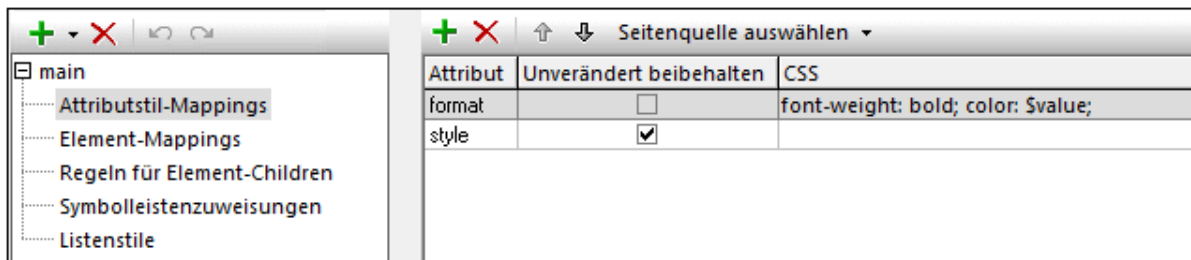 Seitenquelle auswählen
main
Attributstil-Mappings
Element-Mappings
Regeln für Element-Children
Symbolleistenzuweisungen
Listenstile
Attribut Unverändert beibehalten CSS
format font-weight: bold; color: $value;
style